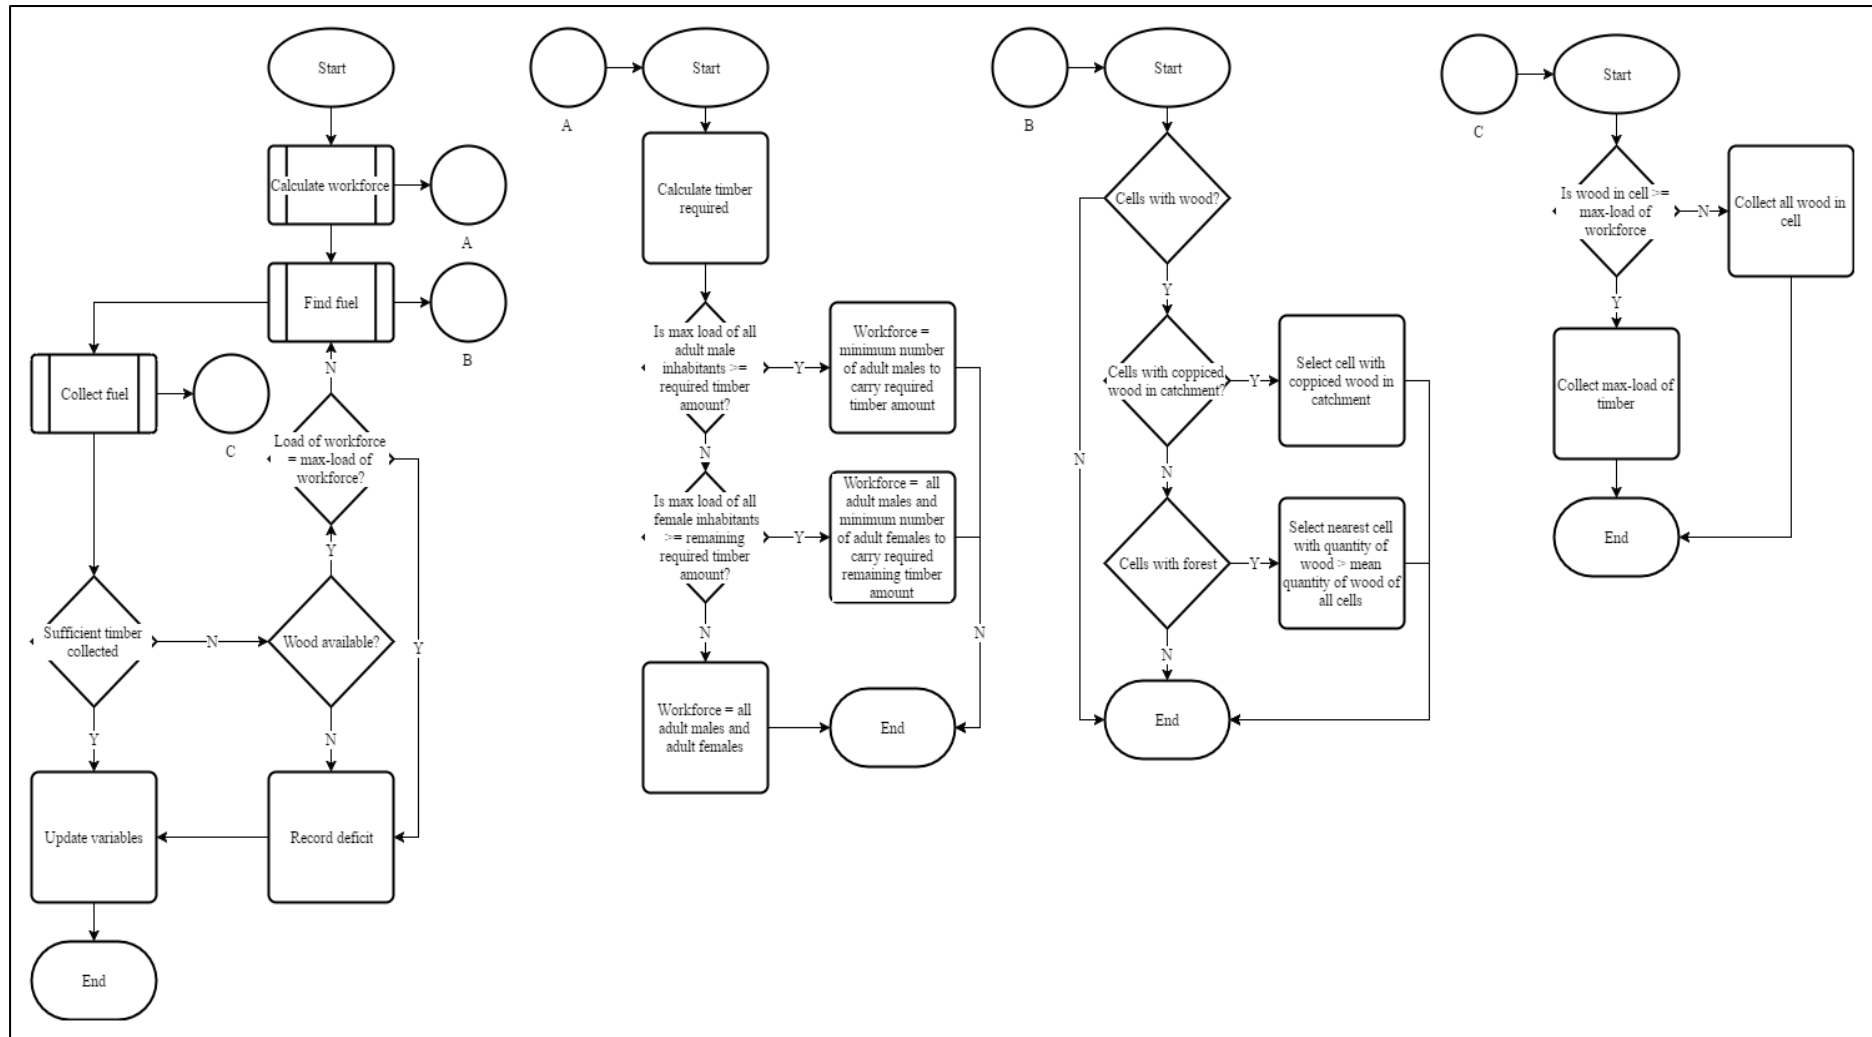 Start
Calculate workforce
A
Find fuel
B
Collect fuel
C
N
Load of workforce
= max-load of
workforce?
Y
Sufficient timber
collected
N
Wood available?
Y
Y
N
Update variables
Record deficit
End
A
Start
Calculate timber
required
Is max load of all
adult male
inhabitants >=
required timber
amount?
Y
Workforce =
minimum number
of adult males to
carry required
timber amount
N
Is max load of all
female inhabitants
>= remaining
required timber
amount?
Y
Workforce = all
adult males and
minimum number
of adult females to
carry required
remaining timber
amount
N
N
Workforce = all
adult males and
adult females
End
B
Start
Cells with wood?
N
Y
Cells with coppiced
wood in catchment?
Y
Select cell with
coppiced wood in
catchment
N
Cells with forest
Y
Select nearest cell
with quantity of
wood > mean
quantity of wood of
all cells
N
End
C
Start
Is wood in cell >=
max-load of
workforce
N
Collect all wood in
cell
Y
Collect max-load of
timber
End